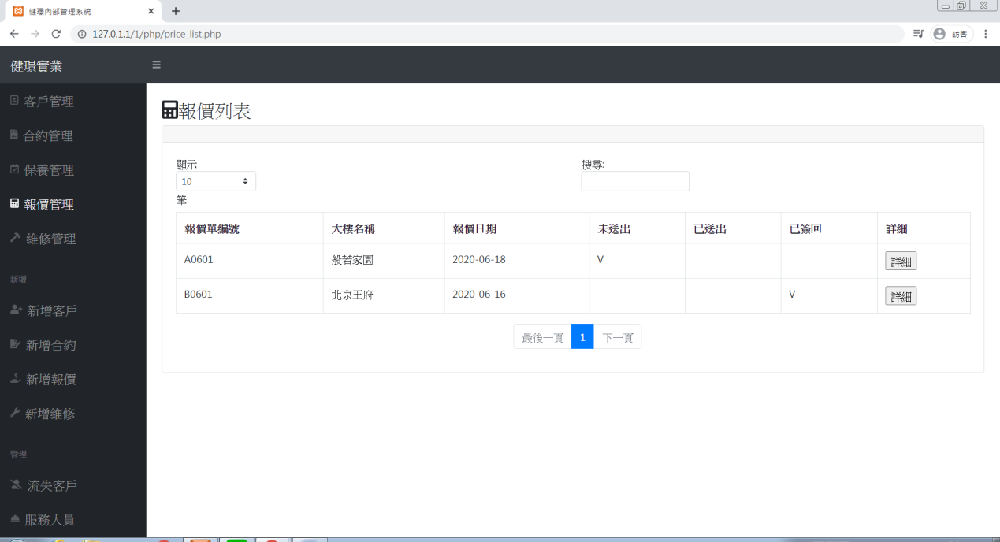 健璟內部管理系統
127.0.1.1/1/php/price_list.php
訪客
健璟實業
客戶管理
合約管理
保養管理
報價管理
維修管理
新增
新增客戶
新增合約
新增報價
新增維修
管理
流失客戶
服務人員
報價列表
顯示
10
筆
搜尋:
報價單編號 大樓名稱 報價日期 未送出 已送出 已簽回 詳細
A0601 般若家園 2020-06-18 V 詳細
B0601 北京王府 2020-06-16 V 詳細
最後一頁 1 下一頁